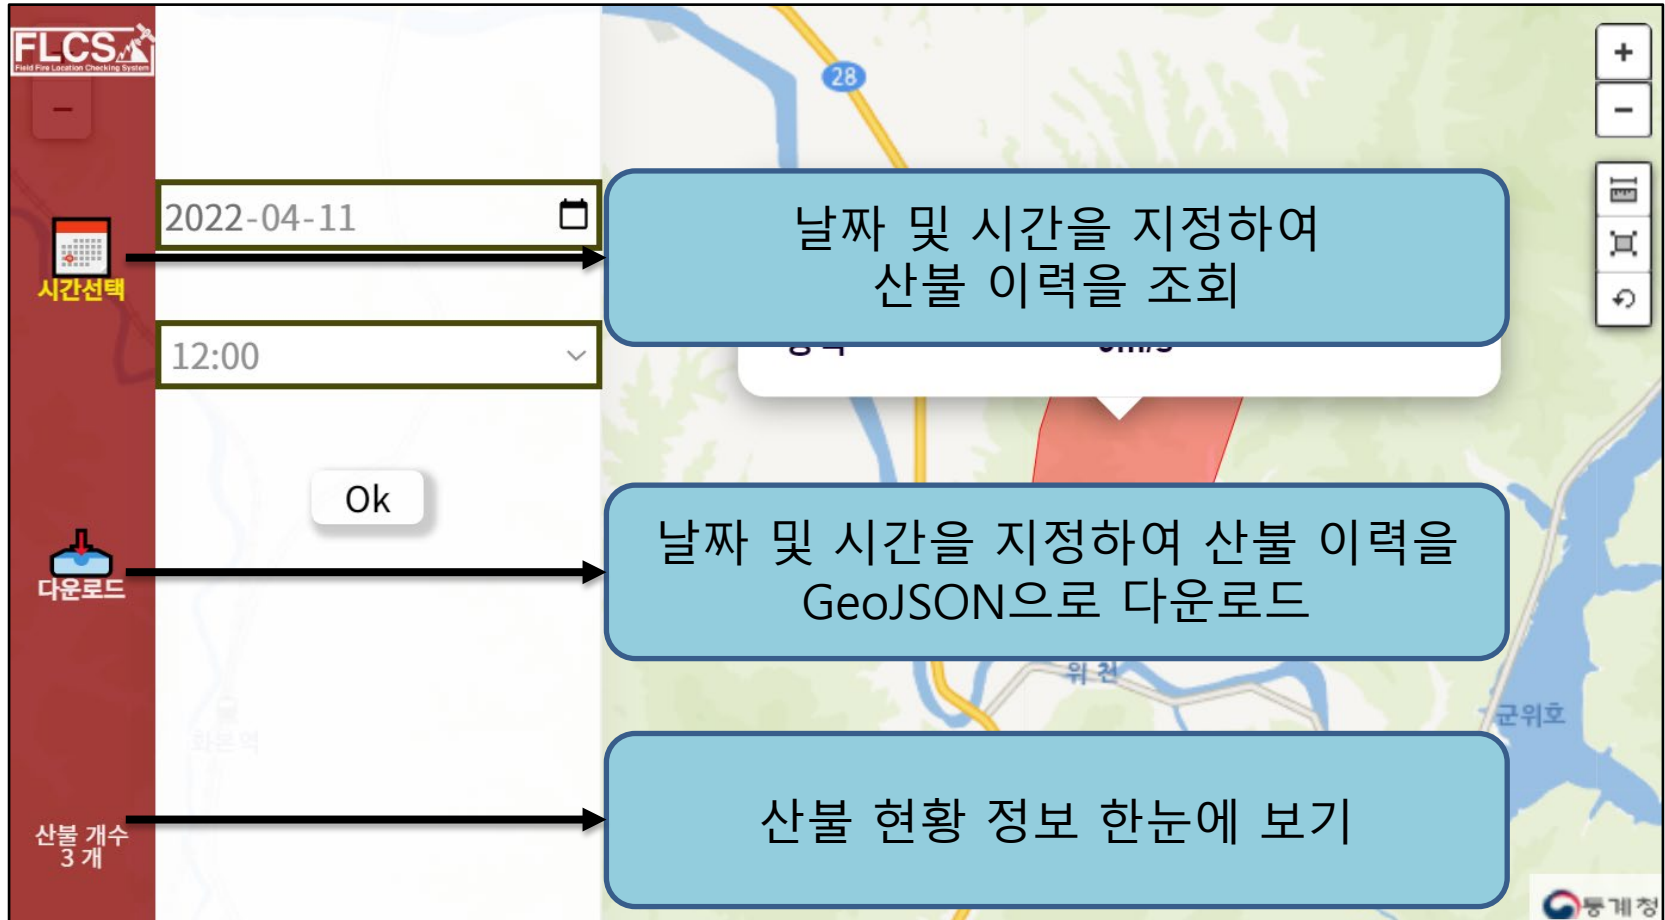 FLCS
Field Fire Location Checking System
28
2022-04-11
시간선택
날짜 및 시간을 지정하여
산불 이력을 조회
12:00
Ok
다운로드
날짜 및 시간을 지정하여 산불 이력을
GeoJSON으로 다운로드
위천
군위호
화본역
산불 개수
3 개
산불 현황 정보 한눈에 보기
통계청